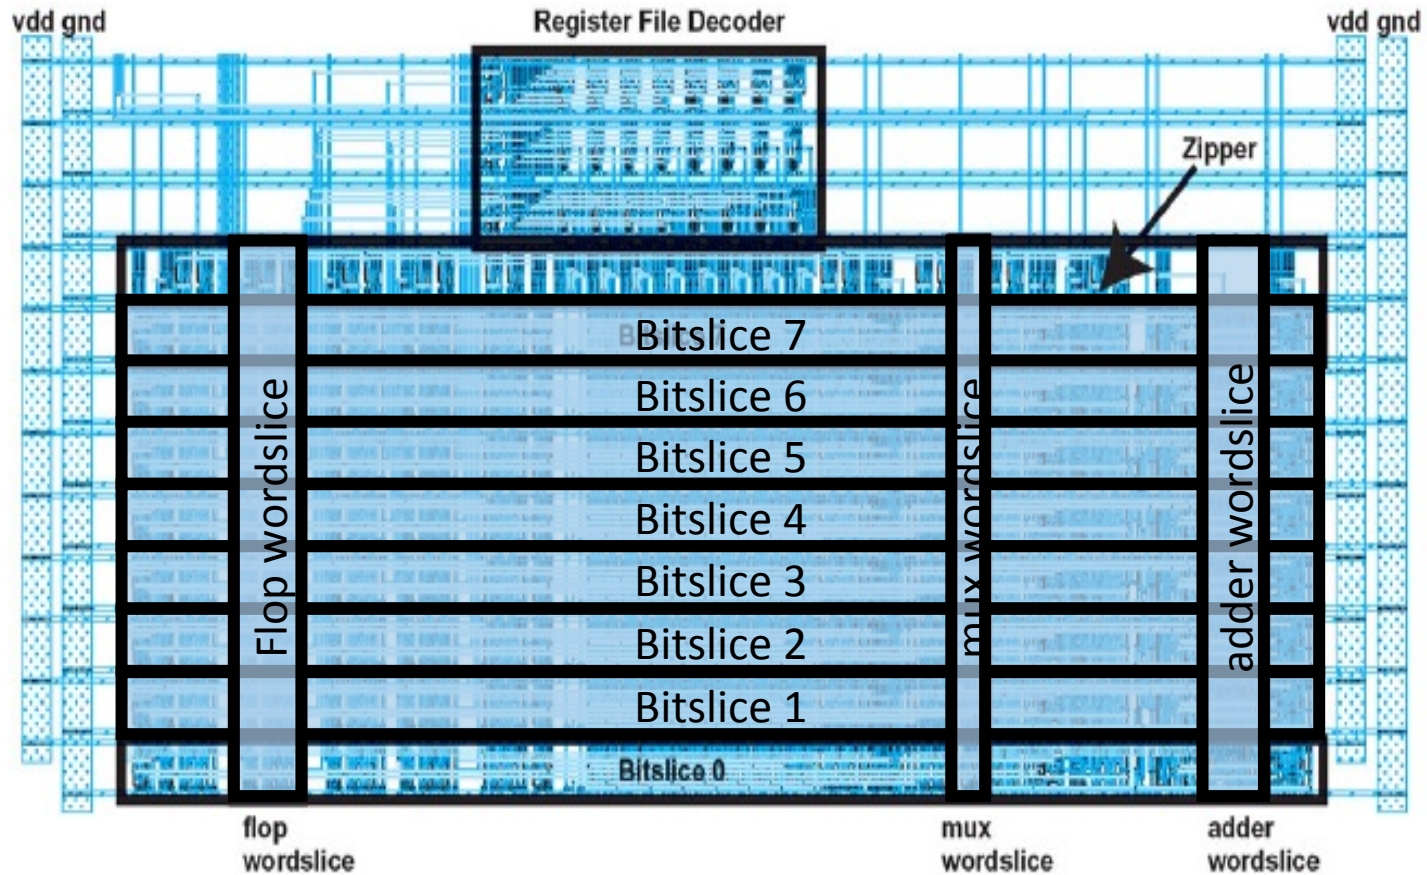 vdd gnd
Register File Decoder
vdd gnd
Zipper
Bitslice 7
Bitslice 6
Bitslice 5
Bitslice 4
Bitslice 3
Bitslice 2
Bitslice 1
Bitslice 0
Flop wordslice
mux wordslice
adder wordslice
flop
wordslice
mux
wordslice
adder
wordslice